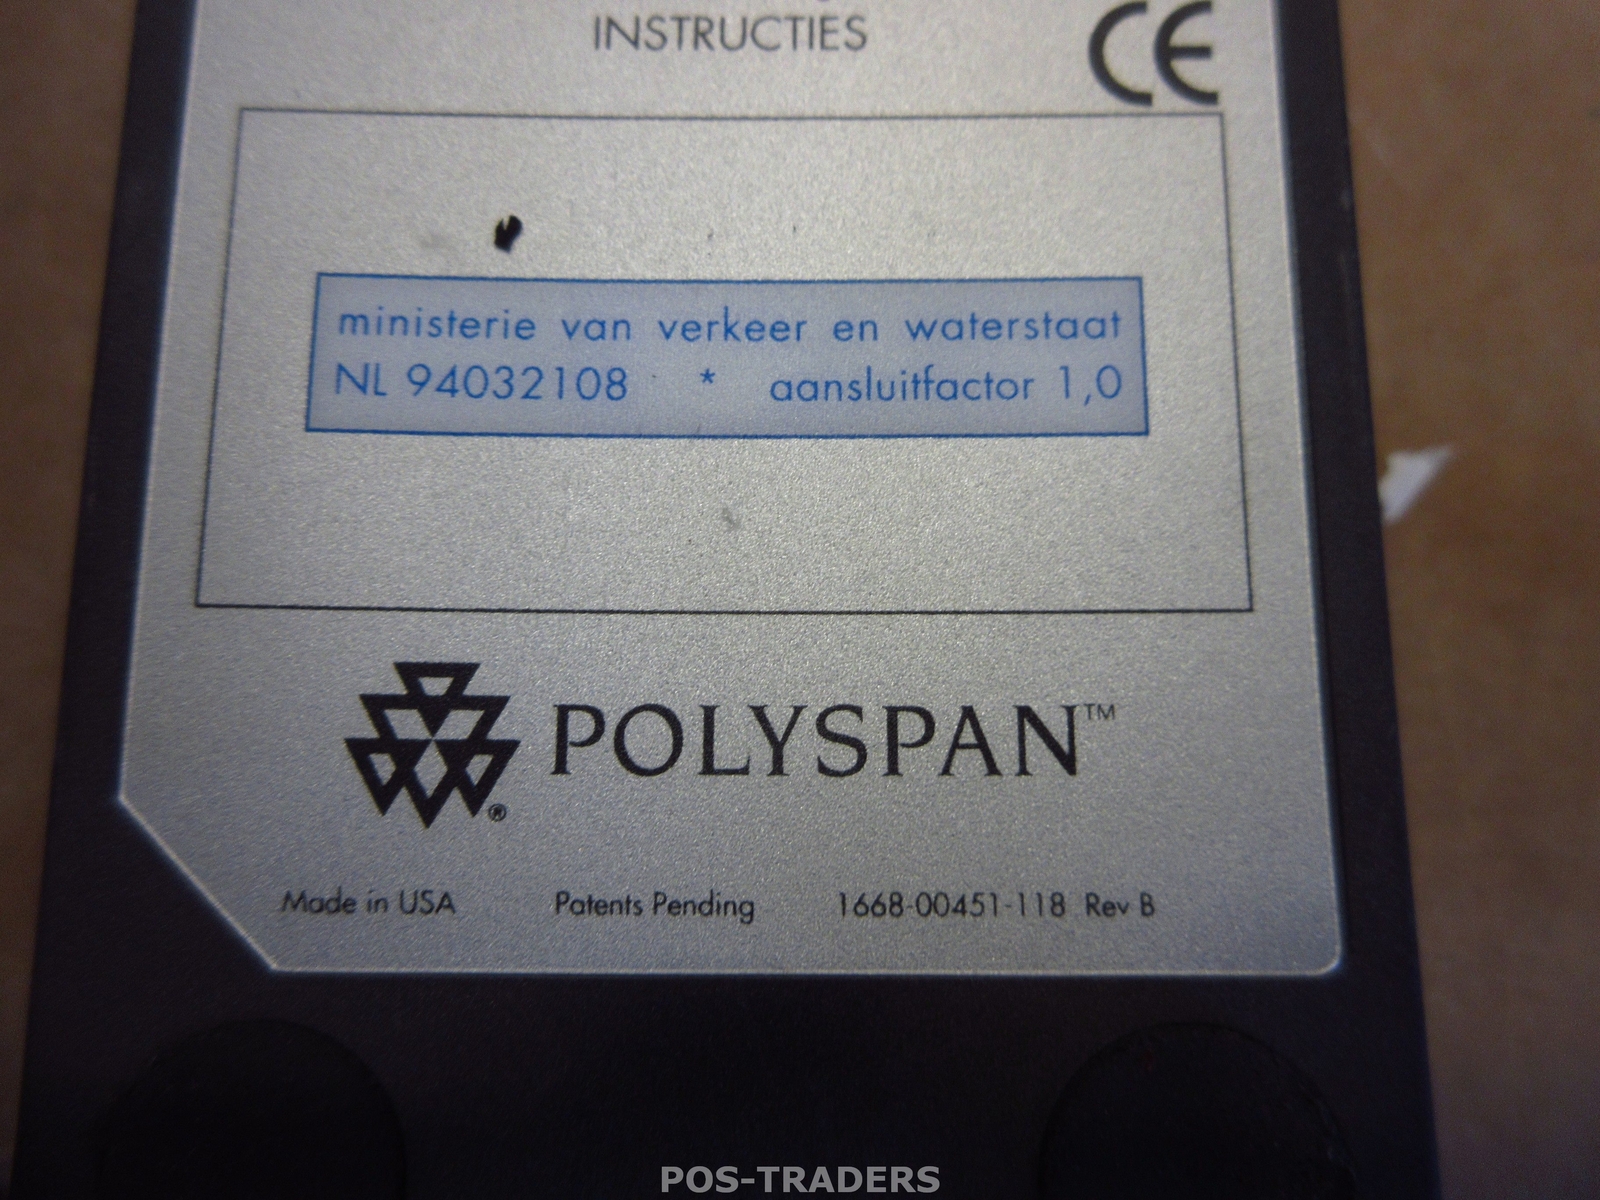 INSTRUCTIES
CE
ministerie van verkeer en waterstaat
NL 94032108 * aansluitfactor 1,0
® POLYSPAN™
Made in USA Patents Pending 1668-00451-118 Rev B
POS-TRADERS